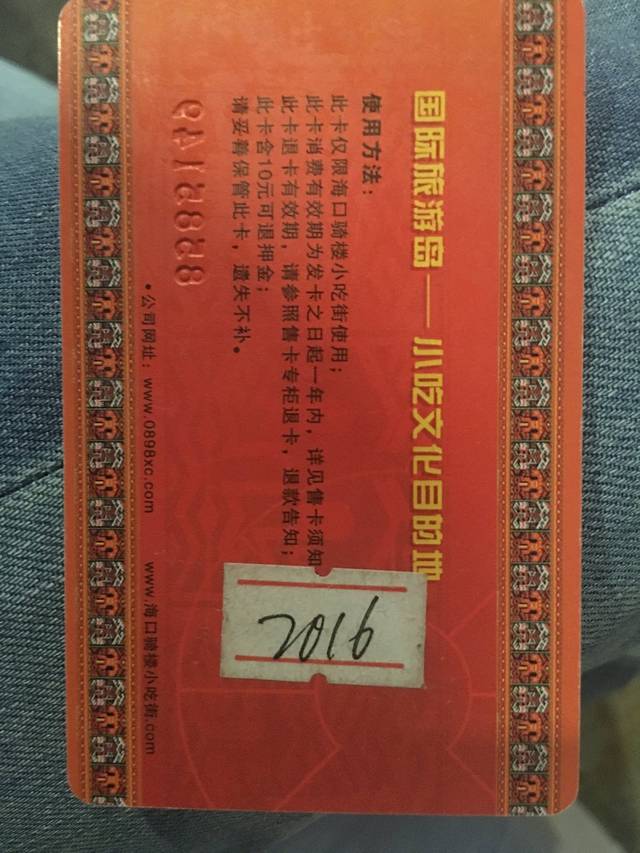 国际旅游岛——小吃文化目的地
使用方法：
此卡仅限海口骑楼小吃街使用；
此卡消费有效期为发卡之日起一年内，详见售卡须知
此卡退卡有效期，请参照售卡专柜退卡，退款告知；
此卡含10元可退押金；
请妥善保管此卡，遗失不补。
•公司网址：www.0898xc.com www.海口骑楼小吃街.com